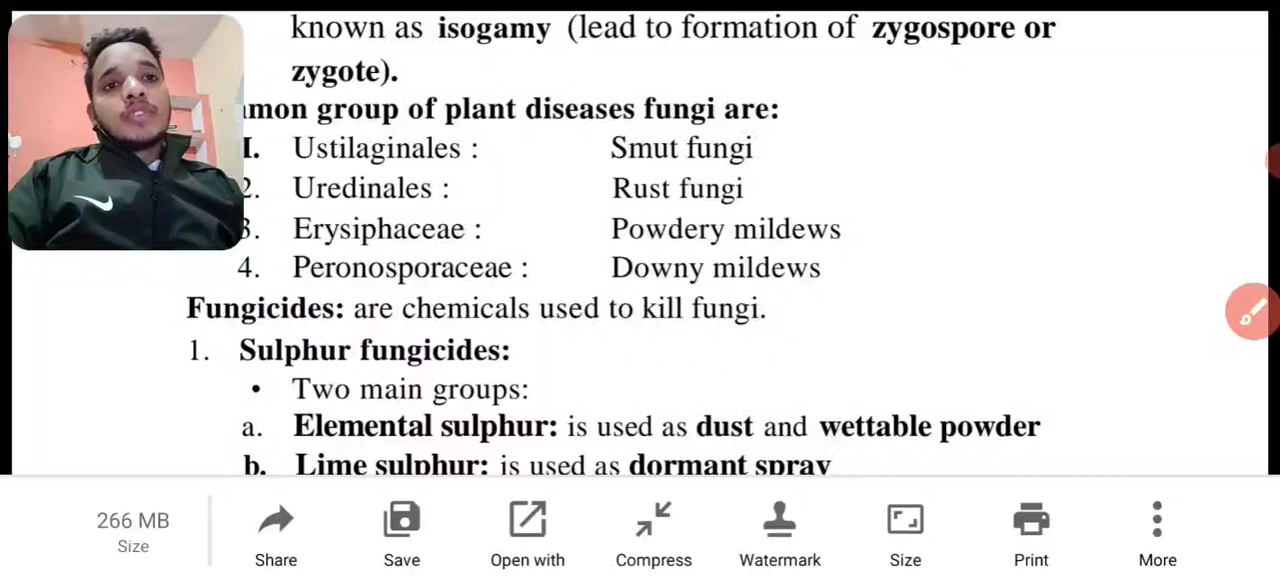 known as isogamy (lead to formation of zygospore or
zygote).
mon group of plant diseases fungi are:
I. Ustilaginales : Smut fungi
2. Uredinales : Rust fungi
3. Erysiphaceae : Powdery mildews
4. Peronosporaceae : Downy mildews
Fungicides: are chemicals used to kill fungi.
1. Sulphur fungicides:
• Two main groups:
a. Elemental sulphur: is used as dust and wettable powder
b. Lime sulphur: is used as dormant spray
266 MB
Size
Share
Save
Open with
Compress
Watermark
Size
Print
More